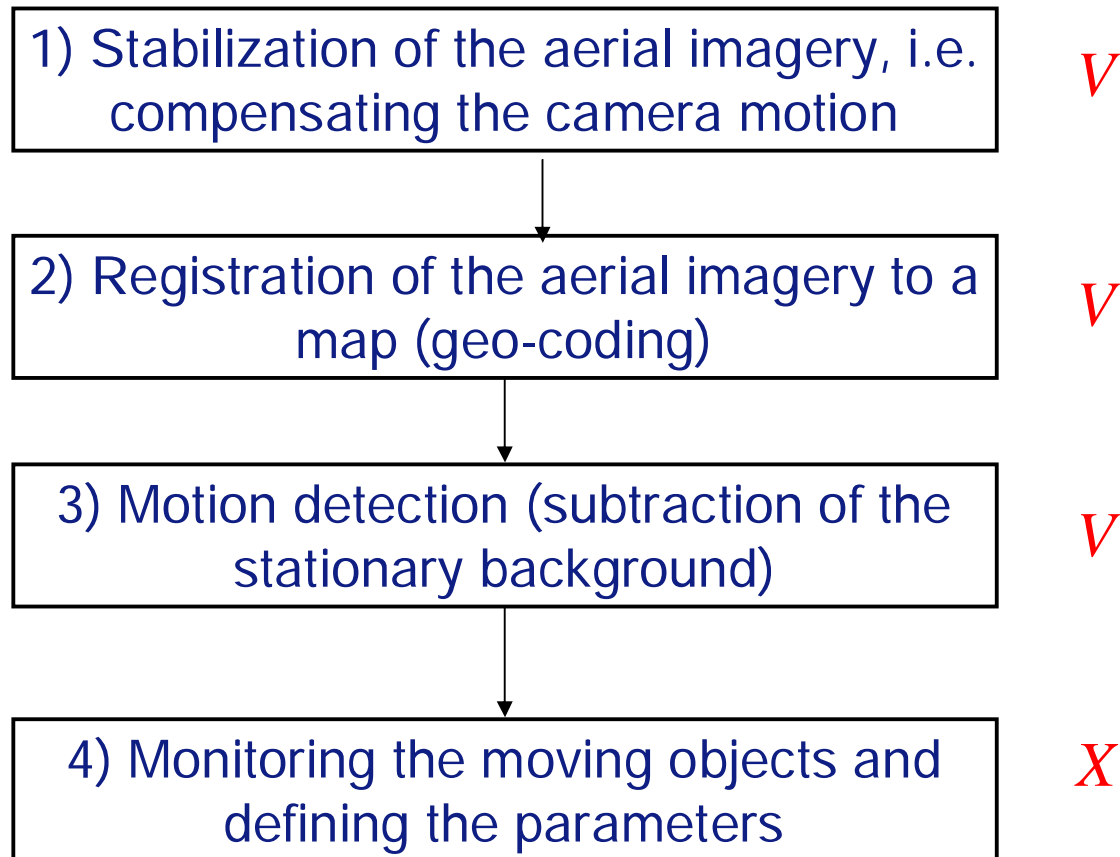 1) Stabilization of the aerial imagery, i.e.
compensating the camera motion
V
2) Registration of the aerial imagery to a
map (geo-coding)
V
3) Motion detection (subtraction of the
stationary background)
V
4) Monitoring the moving objects and
defining the parameters
X